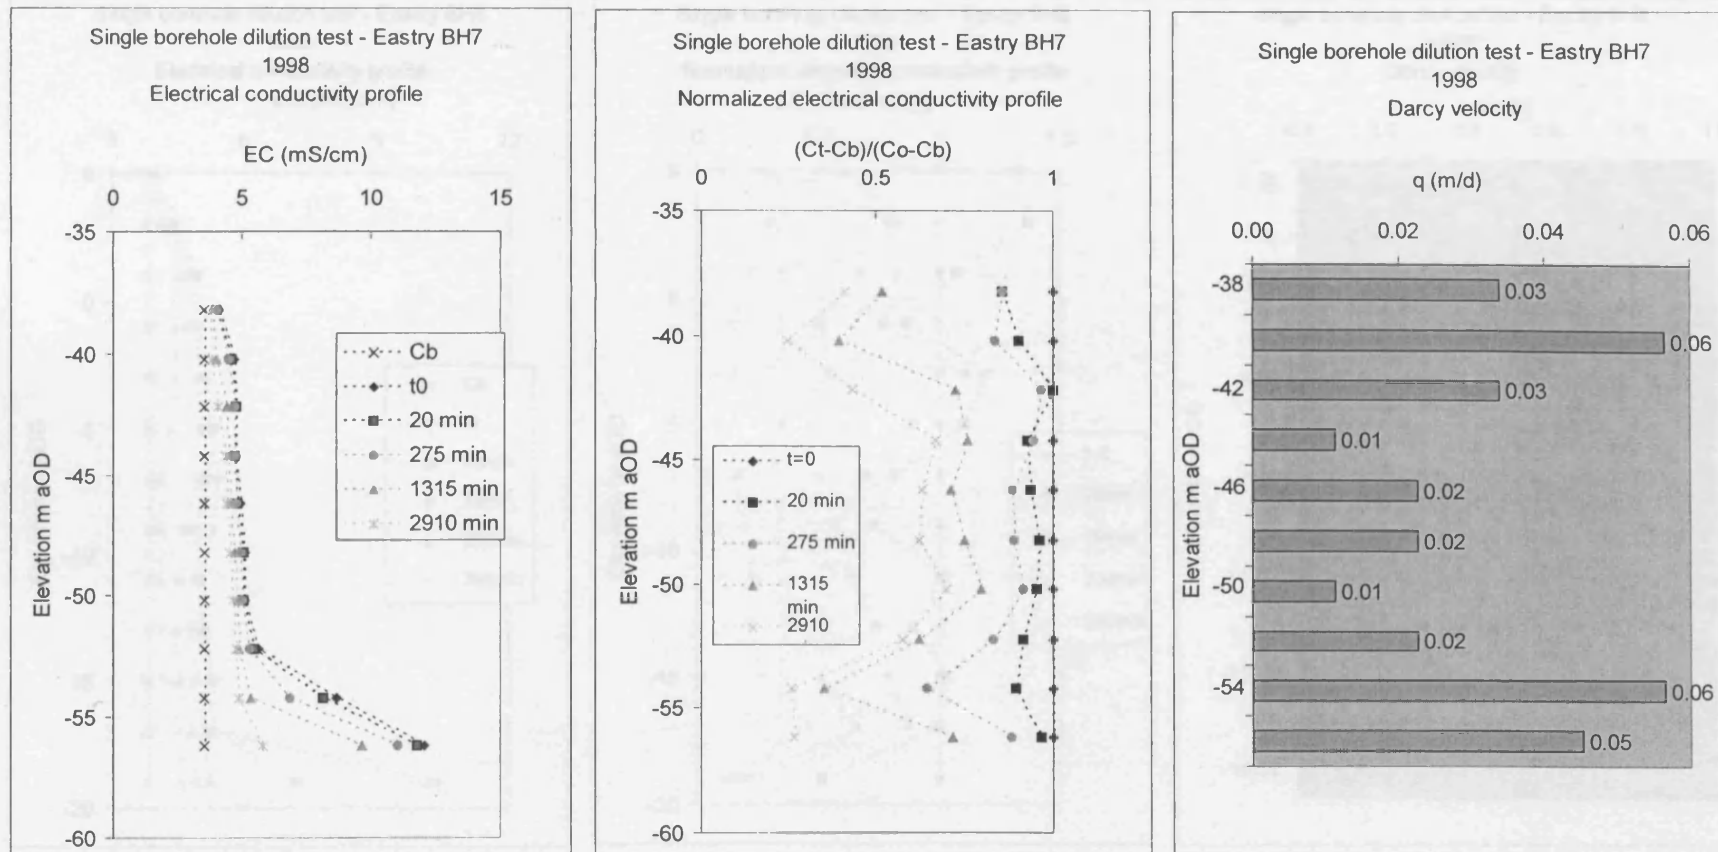 Single borehole dilution test - Eastry BH7
1998
Electrical conductivity profile
EC (mS/cm)
0 5 10 15
-35
-40
-45
-50
-55
-60
Elevation m aOD
Cb
t0
20 min
275 min
1315 min
2910 min
Single borehole dilution test - Eastry BH7
1998
Normalized electrical conductivity profile
(Ct-Cb)/(Co-Cb)
0 0.5 1
-35
-40
-45
-50
-55
-60
Elevation m aOD
t=0
20 min
275 min
1315
min
2910
Single borehole dilution test - Eastry BH7
1998
Darcy velocity
q (m/d)
0.00 0.02 0.04 0.06
-38
-42
-46
-50
-54
Elevation m aOD
0.03
0.06
0.03
0.01
0.02
0.02
0.01
0.02
0.06
0.05